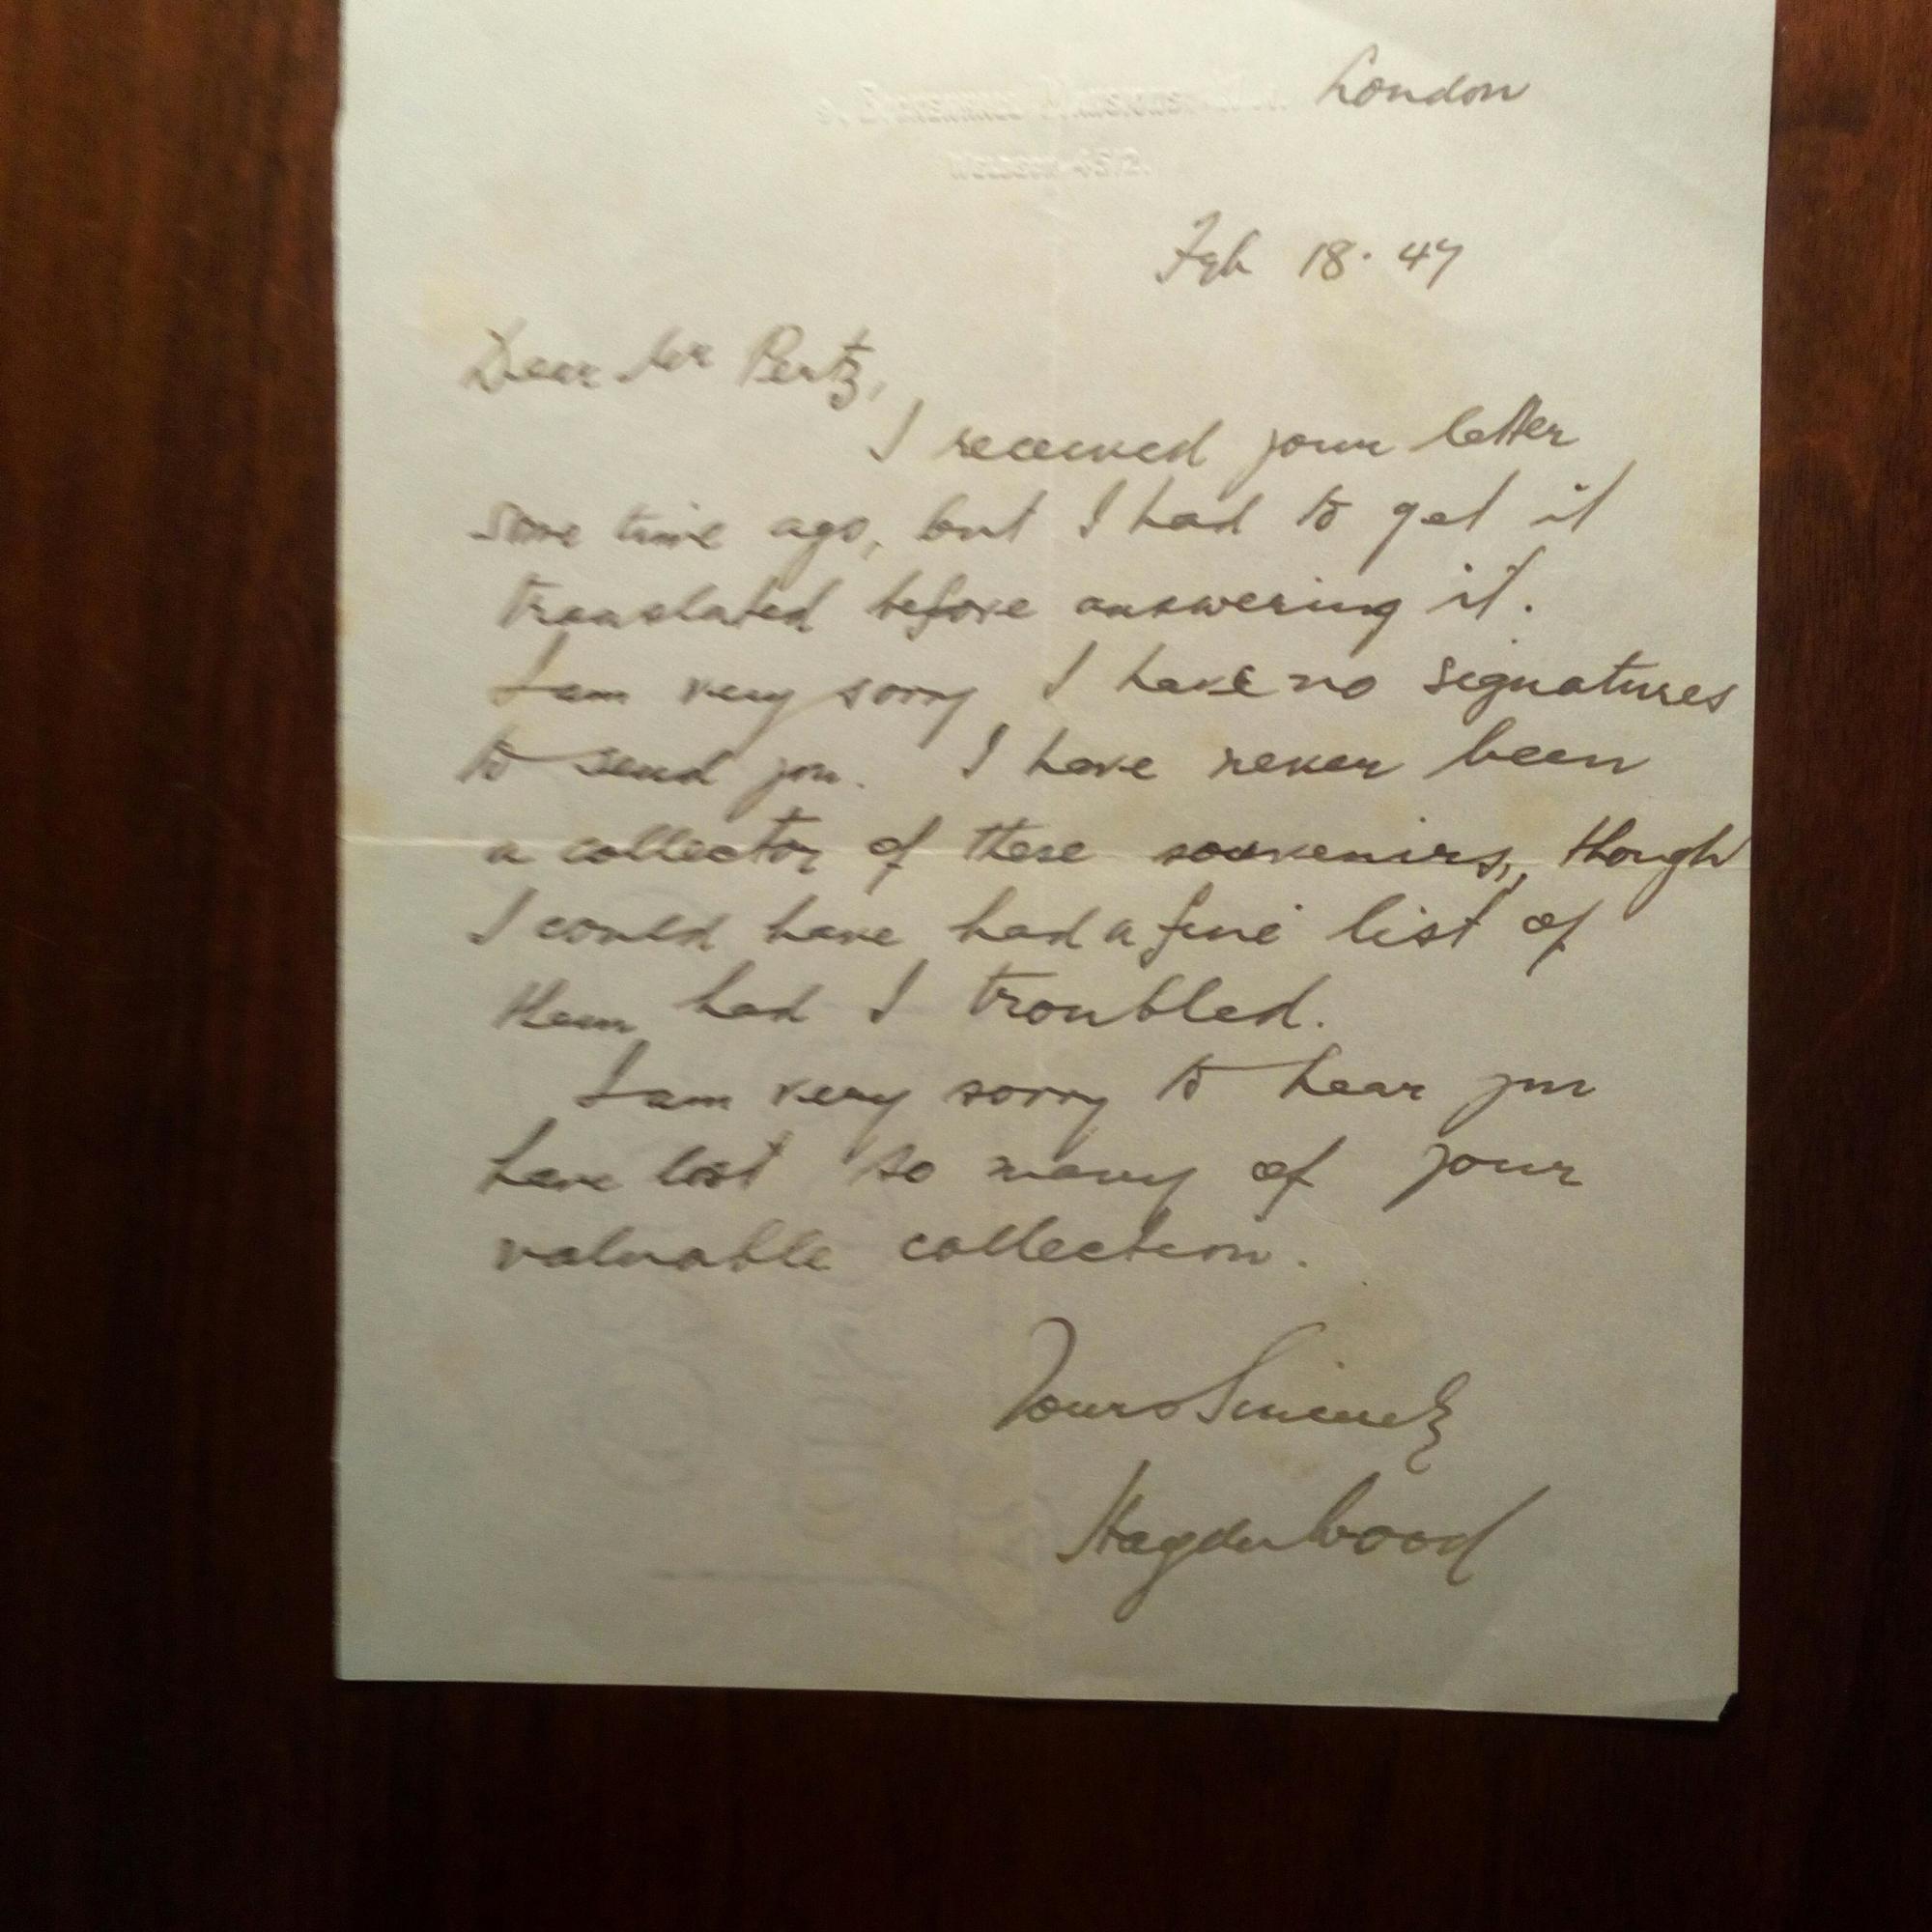 London
Feb 18. 47
Dear Mr Pertz,
I received your letter
some time ago, but I had to get it
translated before answering it.
I am very sorry I have no signatures
to send you. I have never been
a collector of these souvenirs, though
I could have had a fine list of
them had I troubled.
I am very sorry to hear you
have lost so many of your
valuable collection.
Yours Sincerely
Haydn Wood